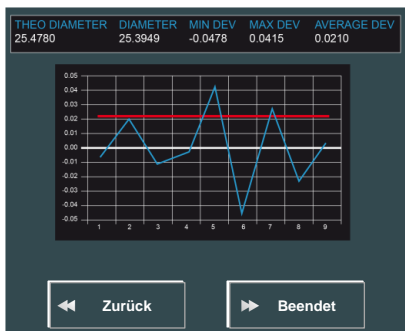 THEO DIAMETER DIAMETER MIN DEV MAX DEV AVERAGE DEV
25.4780 25.3949 -0.0478 0.0415 0.0210
0.05
0.04
0.03
0.02
0.01
0.00
-0.01
-0.02
-0.03
-0.04
-0.05
1 2 3 4 5 6 7 8 9
Zurück Beendet